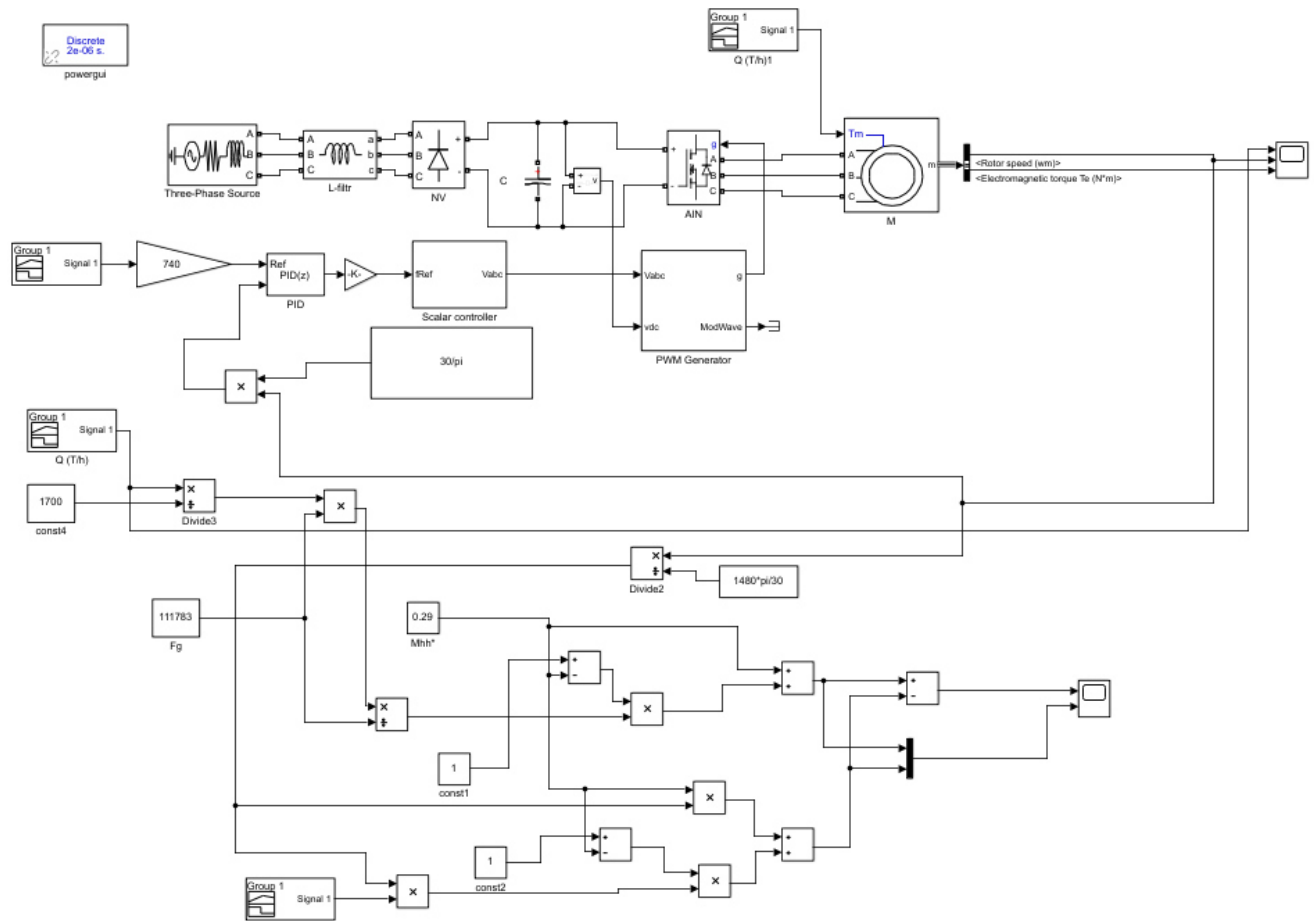 Discrete
2e-06 s.
powergui
Group 1
Signal 1
Q (T/h)1
A
B
C
Three-Phase Source
A
B
C
a
b
c
L-filtr
A
B
C
+
-
NV
C
+
-
v
+
-
g
A
B
C
AIN
Tm
A
B
C
m
M
<Rotor speed (wm)>
<Electromagnetic torque Te (N*m)>
Group 1
Signal 1
740
Ref
PID(z)
PID
-K-
fRef
Vabc
Scalar controller
Vabc
g
vdc
ModWave
PWM Generator
30/pi
×
Group 1
Signal 1
Q (T/h)
1700
const4
×
÷
Divide3
×
×
÷
Divide2
1480*pi/30
111783
Fg
0.29
Mhh*
+
−
×
+
+
+
−
×
÷
1
const1
×
+
−
+
+
1
const2
×
Group 1
Signal 1
×